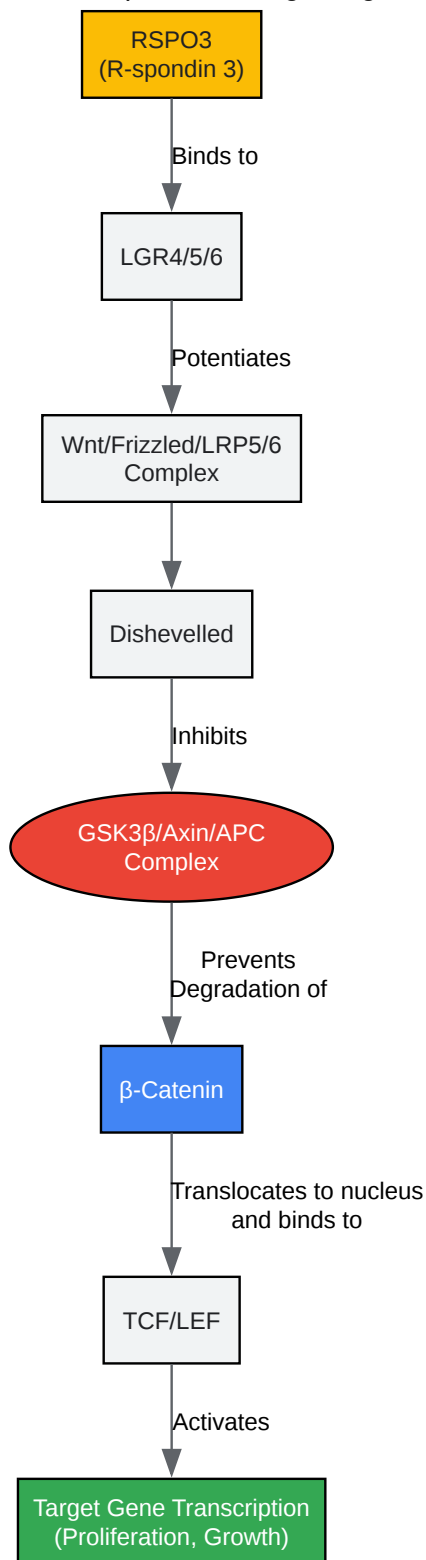 RSPO3
(R-spondin 3)
Binds to
LGR4/5/6
Potentiates
Wnt/Frizzled/LRP5/6
Complex
Dishevelled
Inhibits
GSK3β/Axin/APC
Complex
Prevents
Degradation of
β-Catenin
Translocates to nucleus
and binds to
TCF/LEF
Activates
Target Gene Transcription
(Proliferation, Growth)